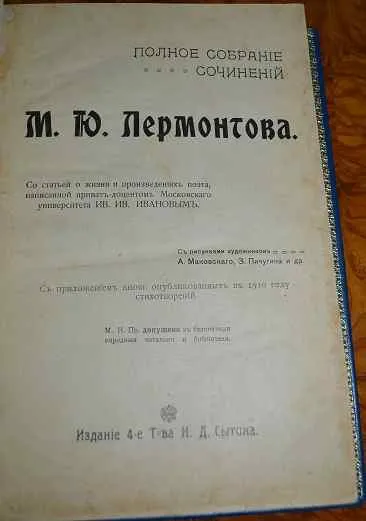 ПОЛНОЕ СОБРАНІЕ
СОЧИНЕНІЙ
М. Ю. Лермонтова.
Со статьей о жизни и произведеніяхъ поэта,
написанной приватъ-доцентомъ Московскаго
университета ИВ. ИВ. ИВАНОВЫМЪ.
Съ рисунками художниковъ
А. Маковскаго, З. Пичугина и др
Съ приложеніемъ вновь опубликованныхъ въ году
стихотвореній
М. Н. Пр. допущено въ безплатныя
народныя читальни и библіотеки.
Изданіе 4-е Т-ва И. Д. Сытина.